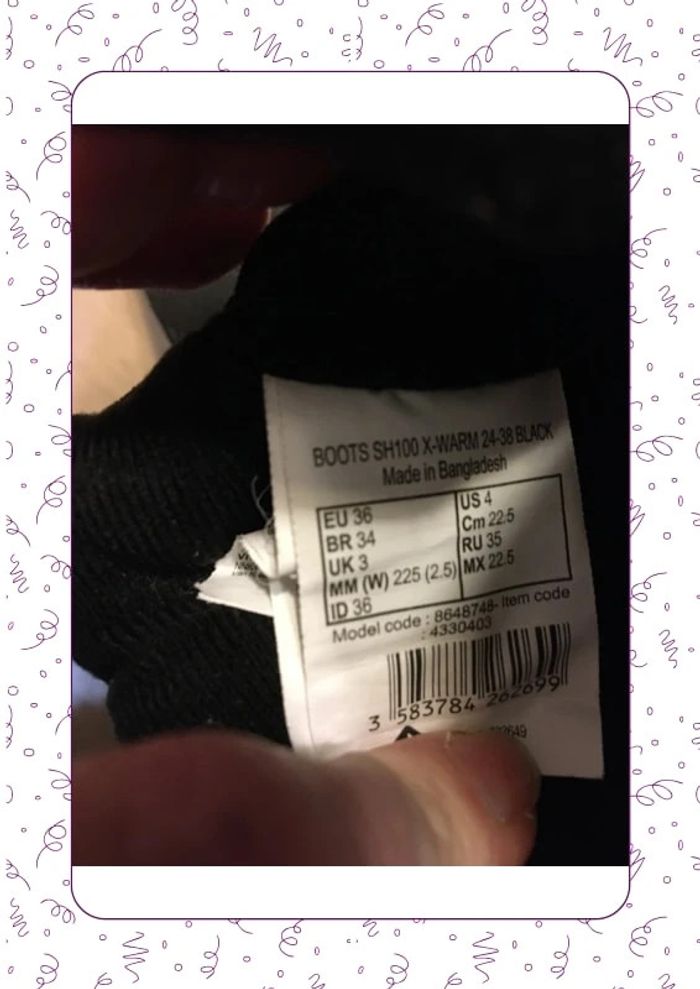 BOOTS SH100 X-WARM 24-38 BLACK
Made in Bangladesh
EU 36
BR 34
UK 3
MM (W) 225 (2.5)
ID 36
US 4
Cm 22.5
RU 35
MX 22.5
Model code : 8648748- item code
: 4330403
3 583784 262699